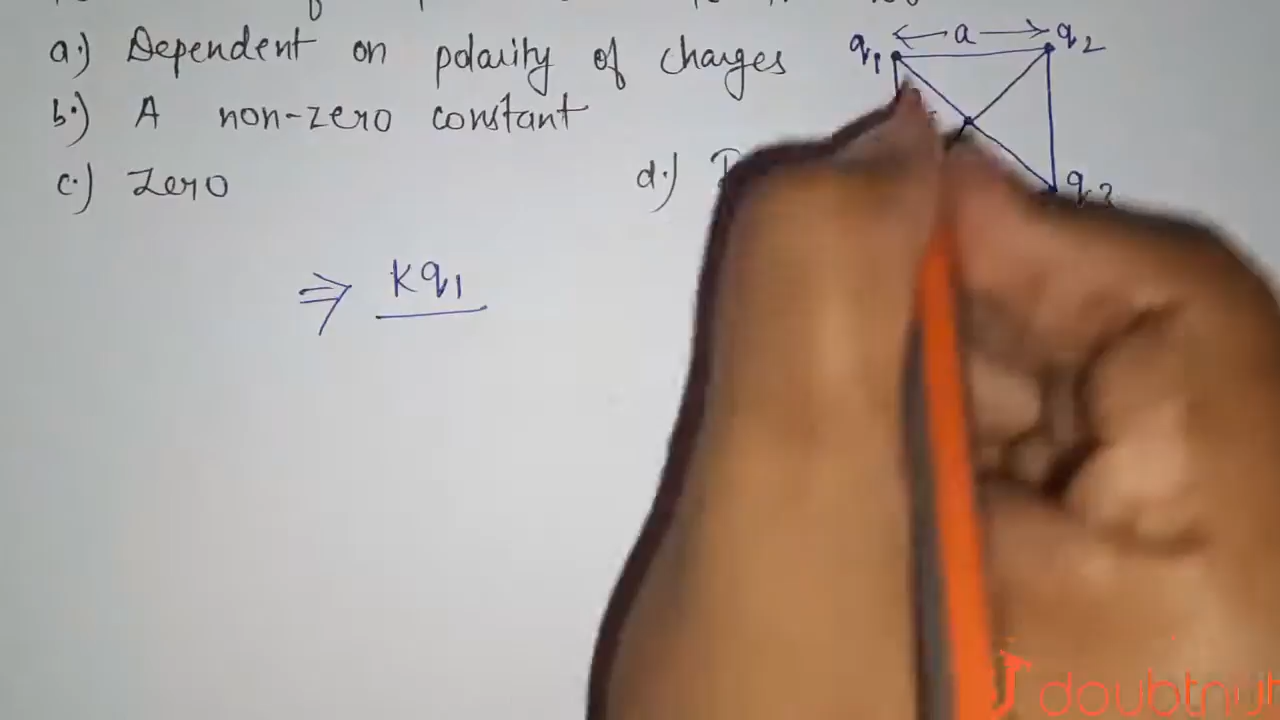 a.) Dependent on polarity of charges
b.) A non-zero constant
c.) Zero
d.)
q1 a q2
q3
⇒ Kq1
doubtnut